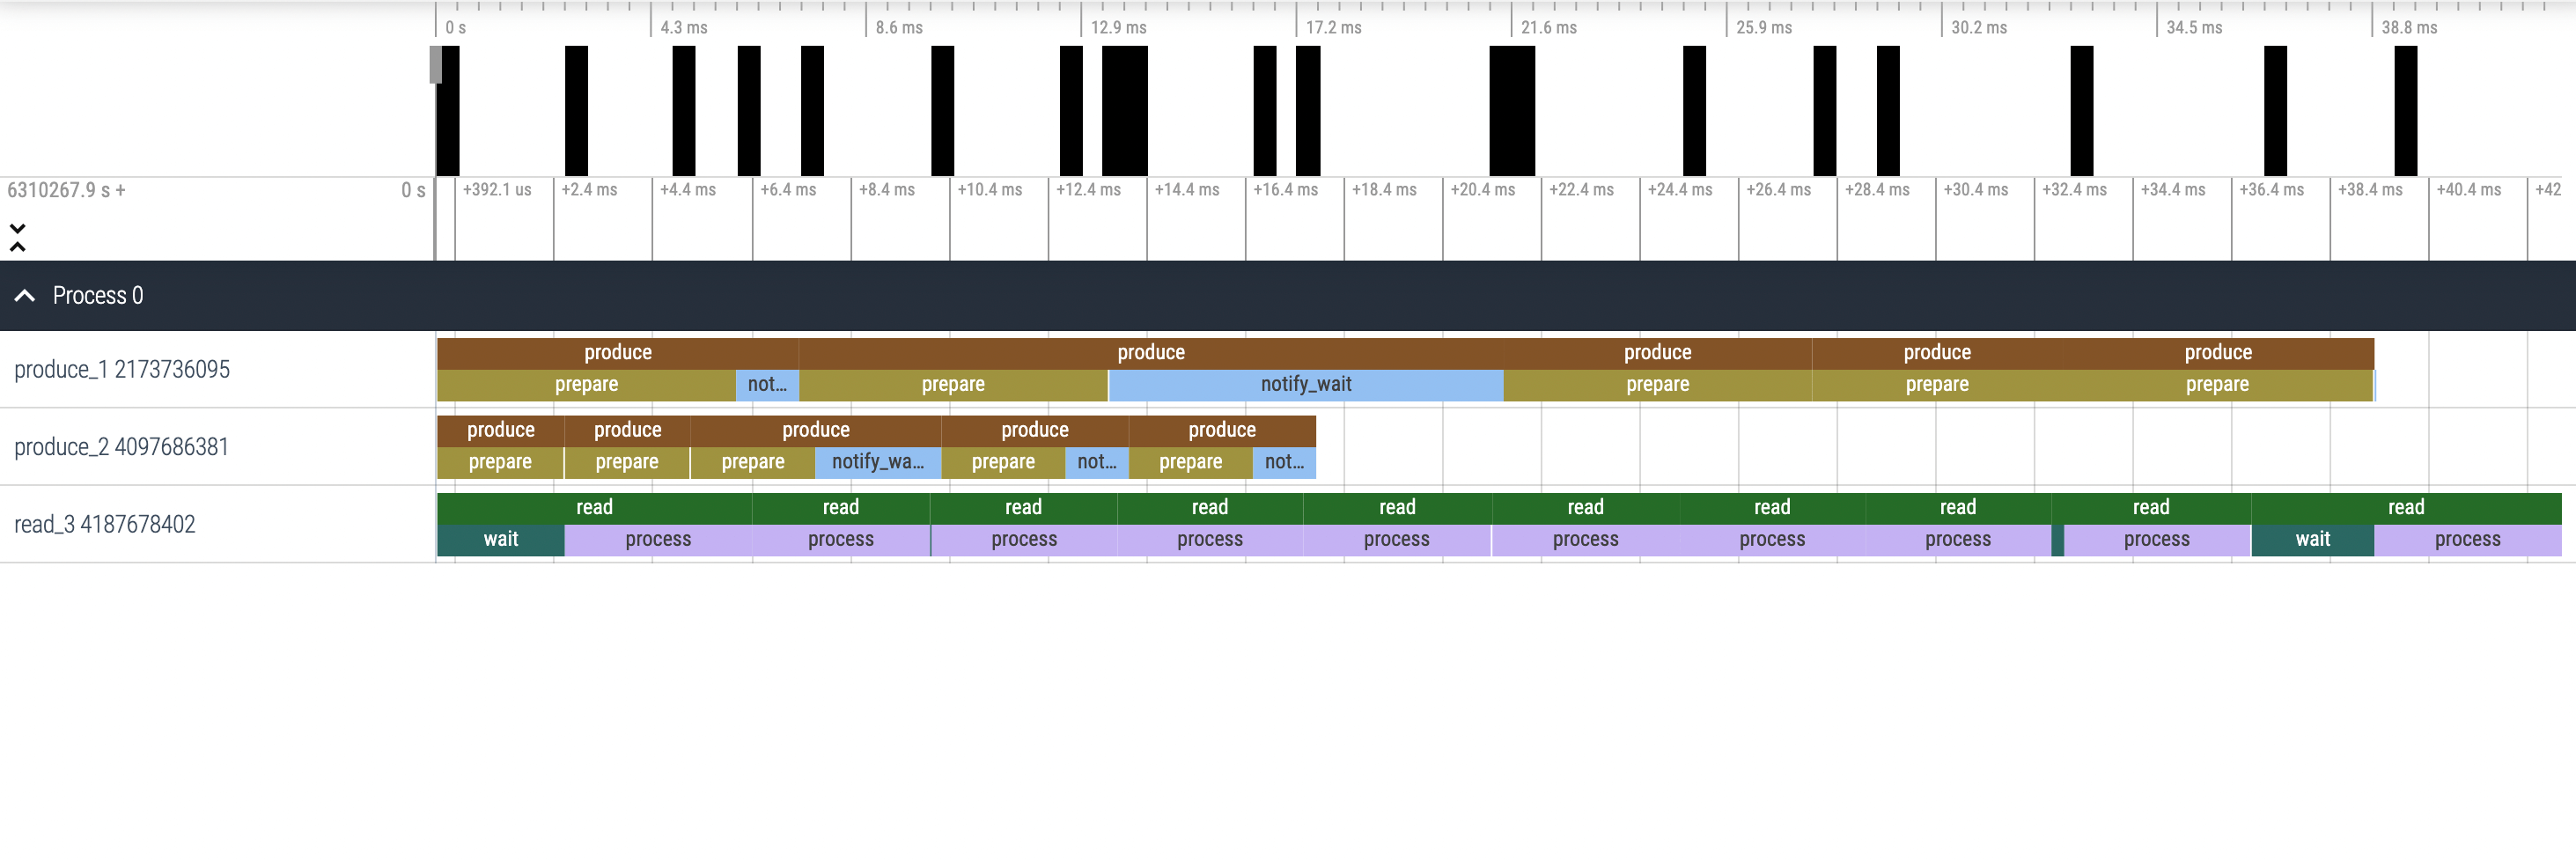 0 s 4.3 ms 8.6 ms 12.9 ms 17.2 ms 21.6 ms 25.9 ms 30.2 ms 34.5 ms 38.8 ms
6310267.9 s + 0 s +392.1 us +2.4 ms +4.4 ms +6.4 ms +8.4 ms +10.4 ms +12.4 ms +14.4 ms +16.4 ms +18.4 ms +20.4 ms +22.4 ms +24.4 ms +26.4 ms +28.4 ms +30.4 ms +32.4 ms +34.4 ms +36.4 ms +38.4 ms +40.4 ms +42
Process 0
produce_1 2173736095
produce produce produce produce produce
prepare not... prepare notify_wait prepare prepare prepare
produce_2 4097686381
produce produce produce produce produce
prepare prepare prepare notify_wa... prepare not... prepare not...
read_3 4187678402
read read read read read read read read read read
wait process process process process process process process process process wait process